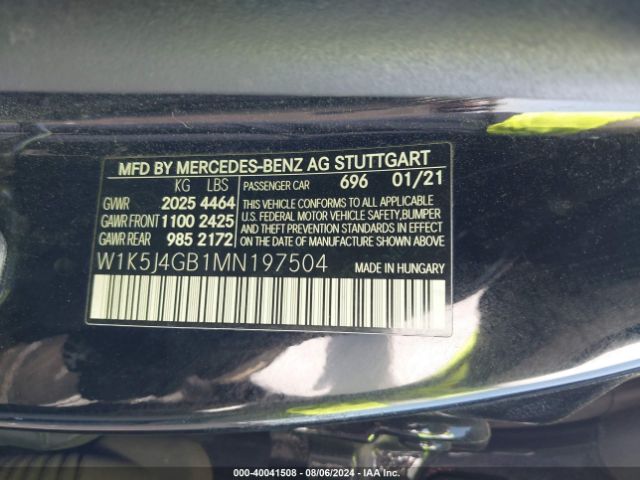 MFD BY MERCEDES-BENZ AG STUTTGART
KG LBS
PASSENGER CAR 696 01/21
GVWR 2025 4464
GAWR FRONT 1100 2425
GAWR REAR 985 2172
THIS VEHICLE CONFORMS TO ALL APPLICABLE
U.S. FEDERAL MOTOR VEHICLE SAFETY,BUMPER
AND THEFT PREVENTION STANDARDS IN EFFECT
ON THE DATE OF MANUFACTURE SHOWN ABOVE.
W1K5J4GB1MN197504
MADE IN HUNGARY
000-40041508 - 08/06/2024 - IAA Inc.